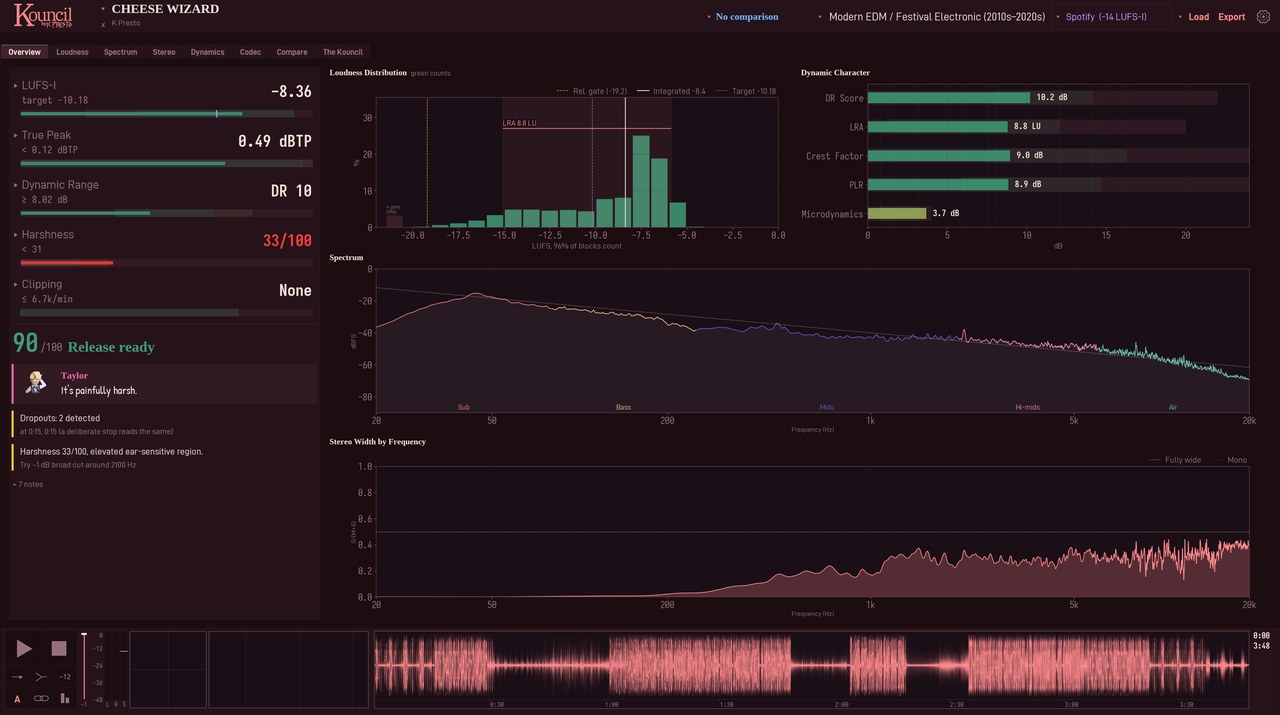 Kouncil
by K PRESTO
CHEESE WIZARD
x K Presto
No comparison
Modern EDM / Festival Electronic (2010s–2020s)
Spotify (-14 LUFS-I)
Load
Export
Overview
Loudness
Spectrum
Stereo
Dynamics
Codec
Compare
The Kouncil
LUFS-I
target -10.18
-8.36
True Peak
< 0.12 dBTP
0.49 dBTP
Dynamic Range
≥ 8.02 dB
DR 10
Harshness
< 31
33/100
Clipping
≤ 6.7k/min
None
90/100 Release ready
Taylor
It's painfully harsh.
Dropouts: 2 detected
at 0:15, 0:15 (a deliberate stop reads the same)
Harshness 33/100, elevated ear-sensitive region.
Try -1 dB broad cut around 2100 Hz
7 notes
Loudness Distribution green counts
Rel. gate (-19.2)
Integrated -8.4
Target -10.18
LRA 8.8 LU
30
20
10
0
%
-20.0 -17.5 -15.0 -12.5 -10.0 -7.5 -5.0 -2.5 0.0
LUFS, 96% of blocks count
Dynamic Character
DR Score 10.2 dB
LRA 8.8 LU
Crest Factor 9.0 dB
PLR 8.9 dB
Microdynamics 3.7 dB
0 5 10 15 20
dB
Spectrum
0
-20
-40
-60
-80
dBFS
Sub Bass Mids Hi-mids Air
20 50 200 1k 5k 20k
Frequency (Hz)
Stereo Width by Frequency
Fully wide
Mono
1.0
0.8
0.6
0.4
0.2
0.0
S/(M+S)
20 50 200 1k 5k 20k
Frequency (Hz)
-12
A
0
-12
-24
-36
-48
-1
L R S
0:30 1:00 1:30 2:00 2:30 3:00 3:30
0:00
3:48